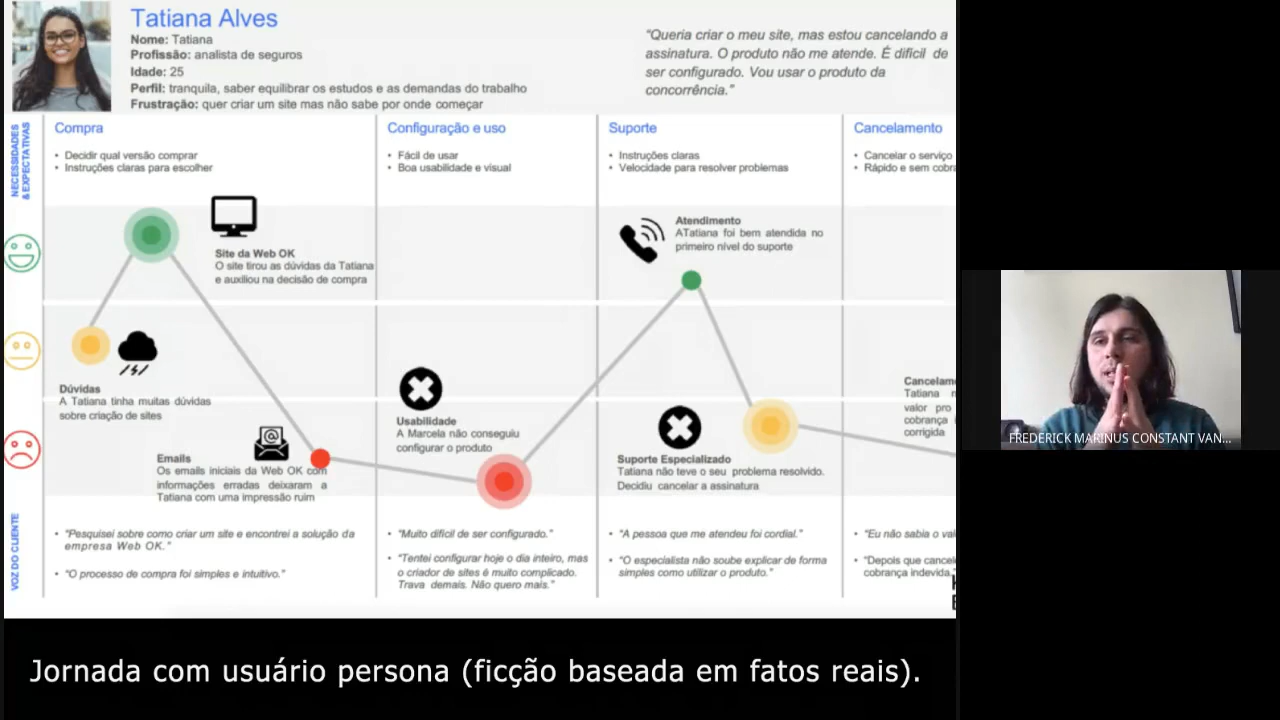 Tatiana Alves
Nome: Tatiana
Profissão: analista de seguros
Idade: 25
Perfil: tranquila, saber equilibrar os estudos e as demandas do trabalho
Frustração: quer criar um site mas não sabe por onde começar
"Queria criar o meu site, mas estou cancelando a
assinatura. O produto não me atende. É difícil de
ser configurado. Vou usar o produto da
concorrência."
NECESSIDADES
& EXPECTATIVAS
Compra
• Decidir qual versão comprar
• Instruções claras para escolher
Configuração e uso
• Fácil de usar
• Boa usabilidade e visual
Suporte
• Instruções claras
• Velocidade para resolver problemas
Cancelamento
• Cancelar o serviço
• Rápido e sem cobra
Site da Web OK
O site tirou as dúvidas da Tatiana
e auxiliou na decisão de compra
Dúvidas
A Tatiana tinha muitas dúvidas
sobre criação de sites
Emails
Os emails iniciais da Web OK com
informações erradas deixaram a
Tatiana com uma impressão ruim
Usabilidade
A Marcela não conseguiu
configurar o produto
Atendimento
ATatiana foi bem atendida no
primeiro nível do suporte
Suporte Especializado
Tatiana não teve o seu problema resolvido.
Decidiu cancelar a assinatura
Cancelam
Tatiana
valor pro
cobrança
corrigida
VOZ DO CLIENTE
• "Pesquisei sobre como criar um site e encontrei a solução da
empresa Web OK."
• "O processo de compra foi simples e intuitivo."
• "Muito difícil de ser configurado."
• "Tentei configurar hoje o dia inteiro, mas
o criador de sites é muito complicado.
Trava demais. Não quero mais."
• "A pessoa que me atendeu foi cordial."
• "O especialista não soube explicar de forma
simples como utilizar o produto."
• "Eu não sabia o val
• "Depois que cancel
cobrança indevida.
FREDERICK MARINUS CONSTANT VAN...
Jornada com usuário persona (ficção baseada em fatos reais).